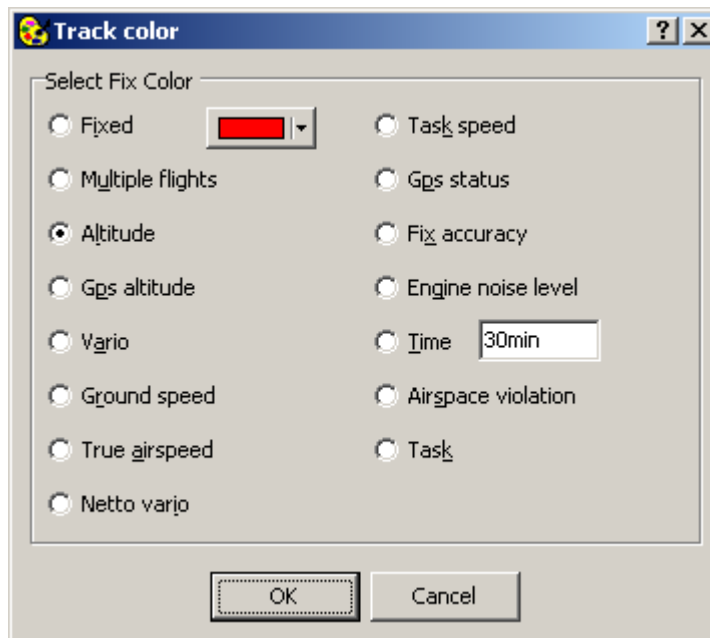 Track color
Select Fix Color
Fixed
Multiple flights
Altitude
Gps altitude
Vario
Ground speed
True airspeed
Netto vario
Task speed
Gps status
Fix accuracy
Engine noise level
Time 30min
Airspace violation
Task
OK Cancel